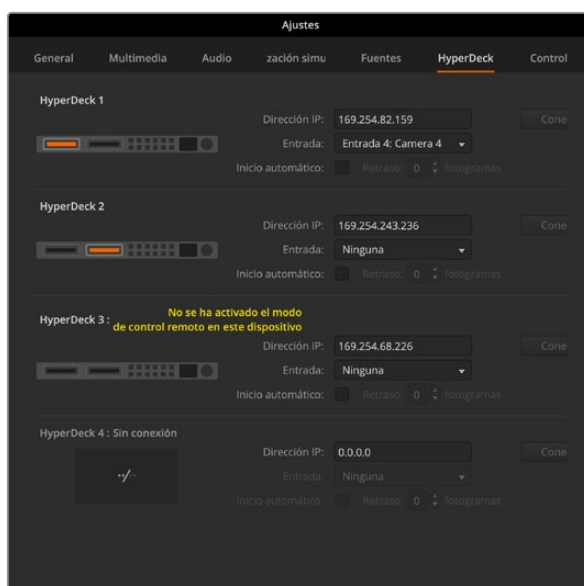 Ajustes
General Multimedia Audio zación simu Fuentes HyperDeck Control
HyperDeck 1
Dirección IP: 169.254.82.159 Cone
Entrada: Entrada 4: Camera 4
Inicio automático: Retraso: 0 fotogramas
HyperDeck 2
Dirección IP: 169.254.243.236
Entrada: Ninguna
Inicio automático: Retraso: 0 fotogramas
No se ha activado el modo
HyperDeck 3 : de control remoto en este dispositivo
Dirección IP: 169.254.68.226 Cone
Entrada: Ninguna
Inicio automático: Retraso: 0 fotogramas
HyperDeck 4 : Sin conexión
Dirección IP: 0.0.0.0 Cone
Entrada: Ninguna
Inicio automático: Retraso: 0 fotogramas